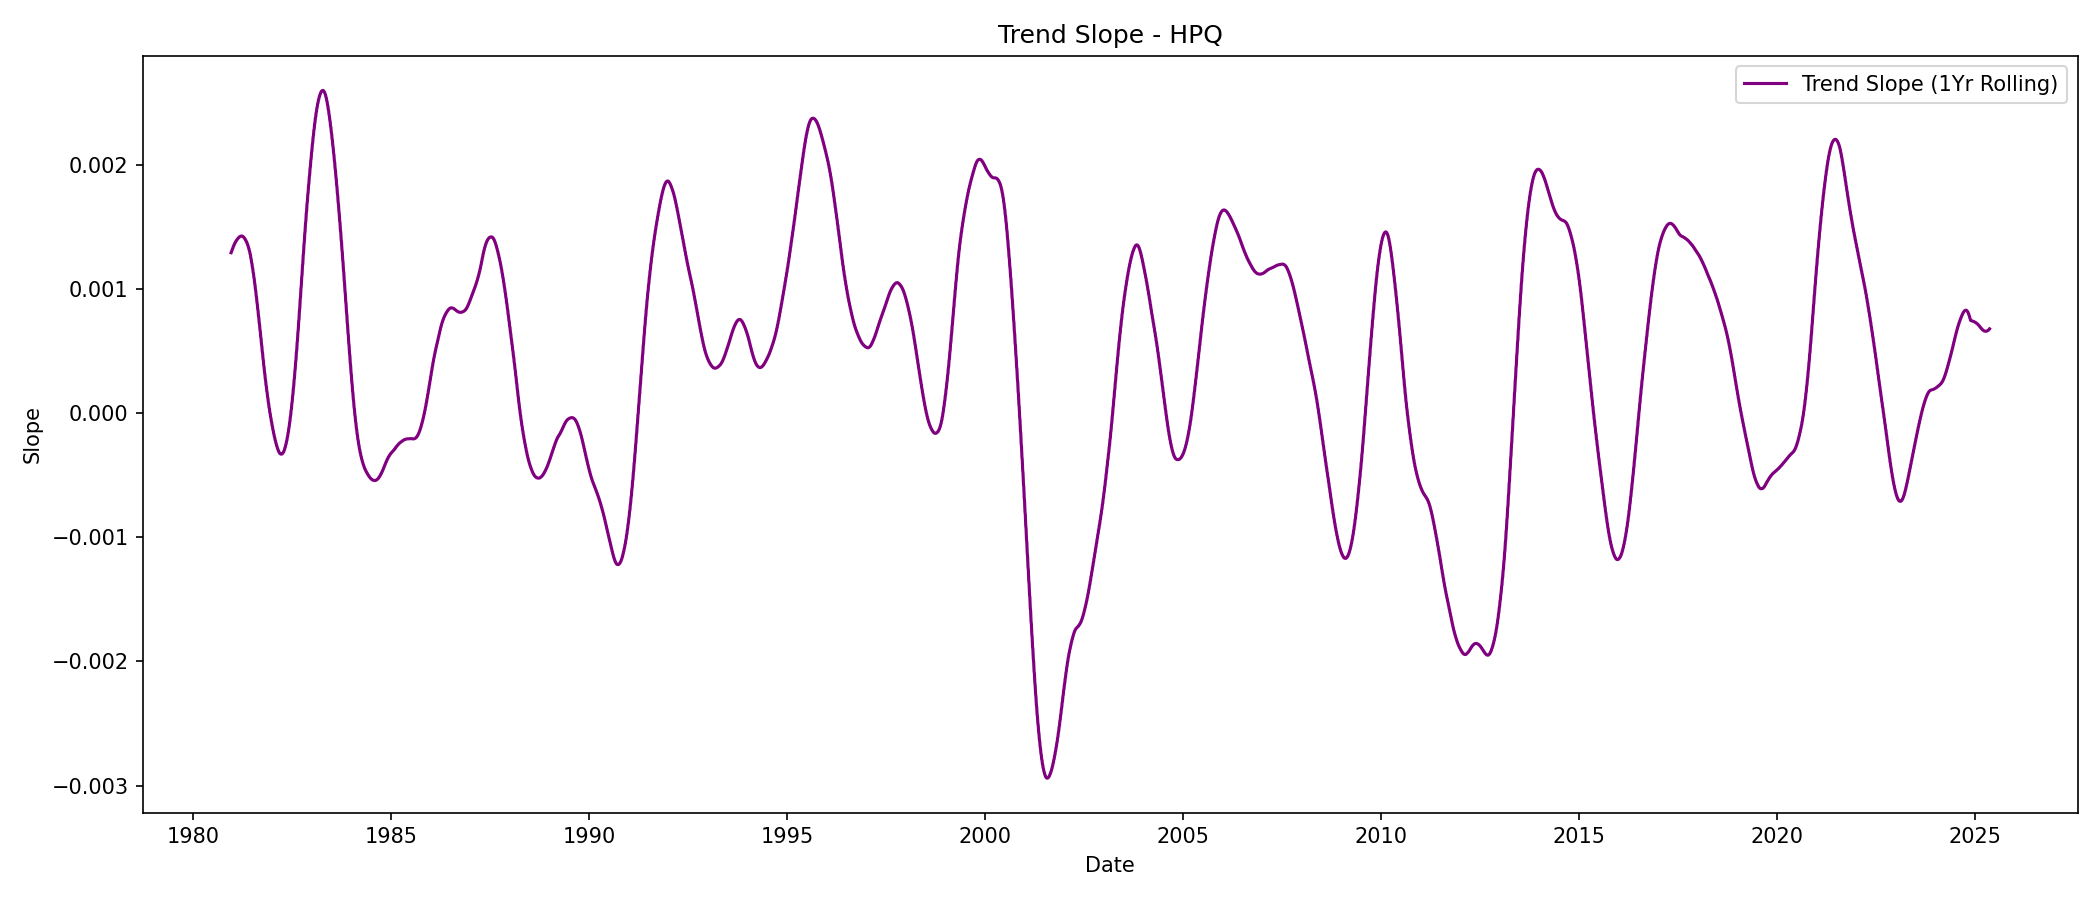 Trend Slope - HPQ
Trend Slope (1Yr Rolling)
0.002
0.001
0.000
−0.001
−0.002
−0.003
Slope
1980 1985 1990 1995 2000 2005 2010 2015 2020 2025
Date